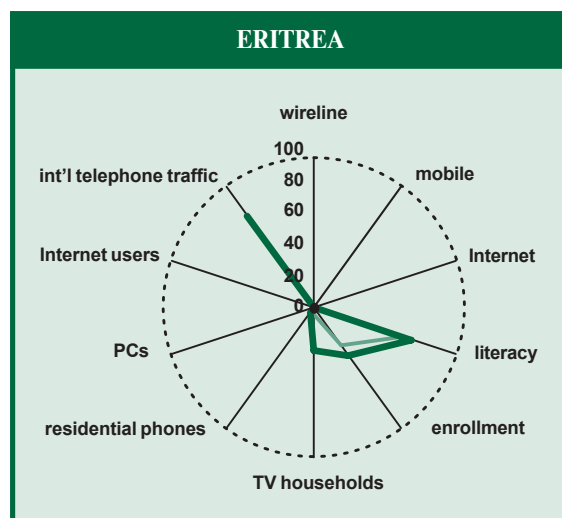 ERITREA
wireline
100
mobile
int'l telephone traffic
80
60
Internet users
40
Internet
20
0
PCs
literacy
residential phones
enrollment
TV households